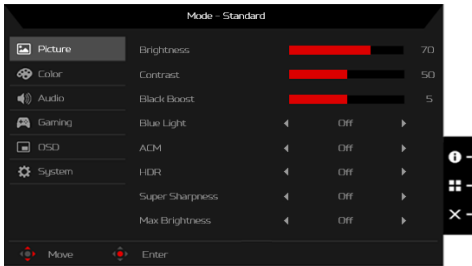 Mode - Standard
Picture
Brightness 70
Color
Contrast 50
Audio
Black Boost 5
Gaming
Blue Light Off
OSD
ACM Off
System
HDR Off
Super Sharpness Off
Max Brightness Off
Move Enter